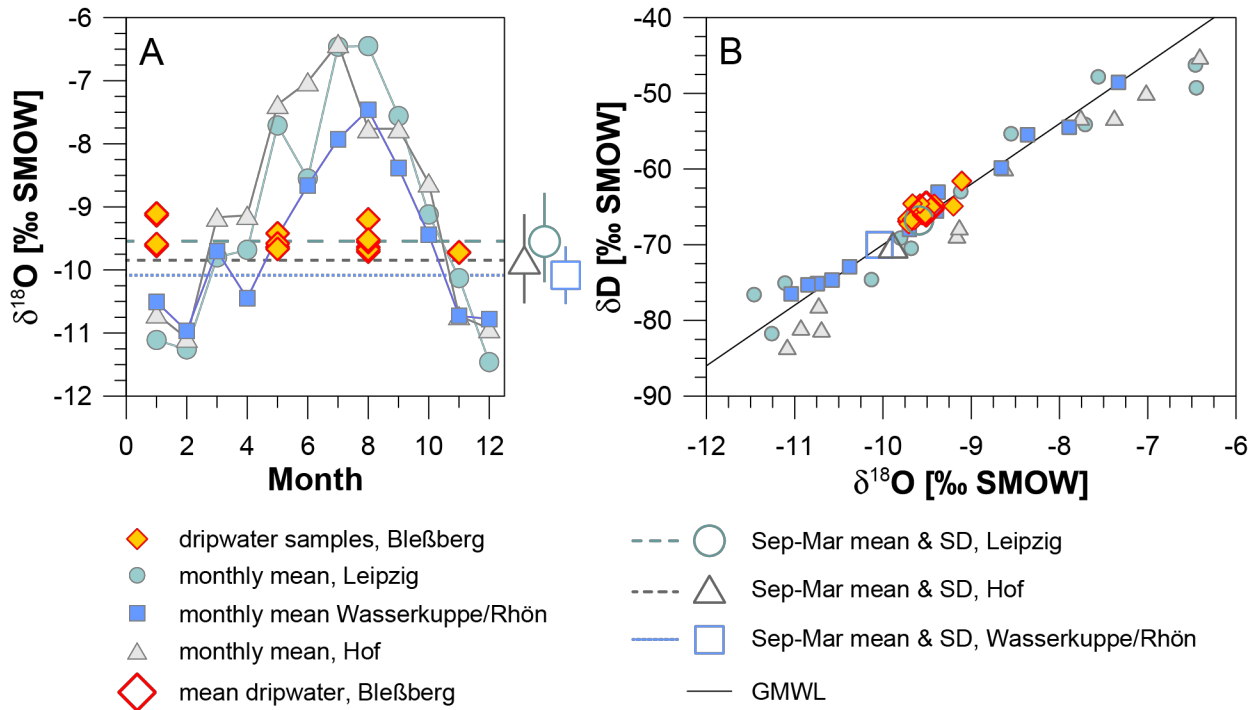 A
δ18O [‰ SMOW]
-6
-7
-8
-9
-10
-11
-12
0 2 4 6 8 10 12
Month
B
δD [‰ SMOW]
-40
-50
-60
-70
-80
-90
-12 -11 -10 -9 -8 -7 -6
δ18O [‰ SMOW]
dripwater samples, Bleßberg
monthly mean, Leipzig
monthly mean Wasserkuppe/Rhön
monthly mean, Hof
mean dripwater, Bleßberg
Sep-Mar mean & SD, Leipzig
Sep-Mar mean & SD, Hof
Sep-Mar mean & SD, Wasserkuppe/Rhön
GMWL